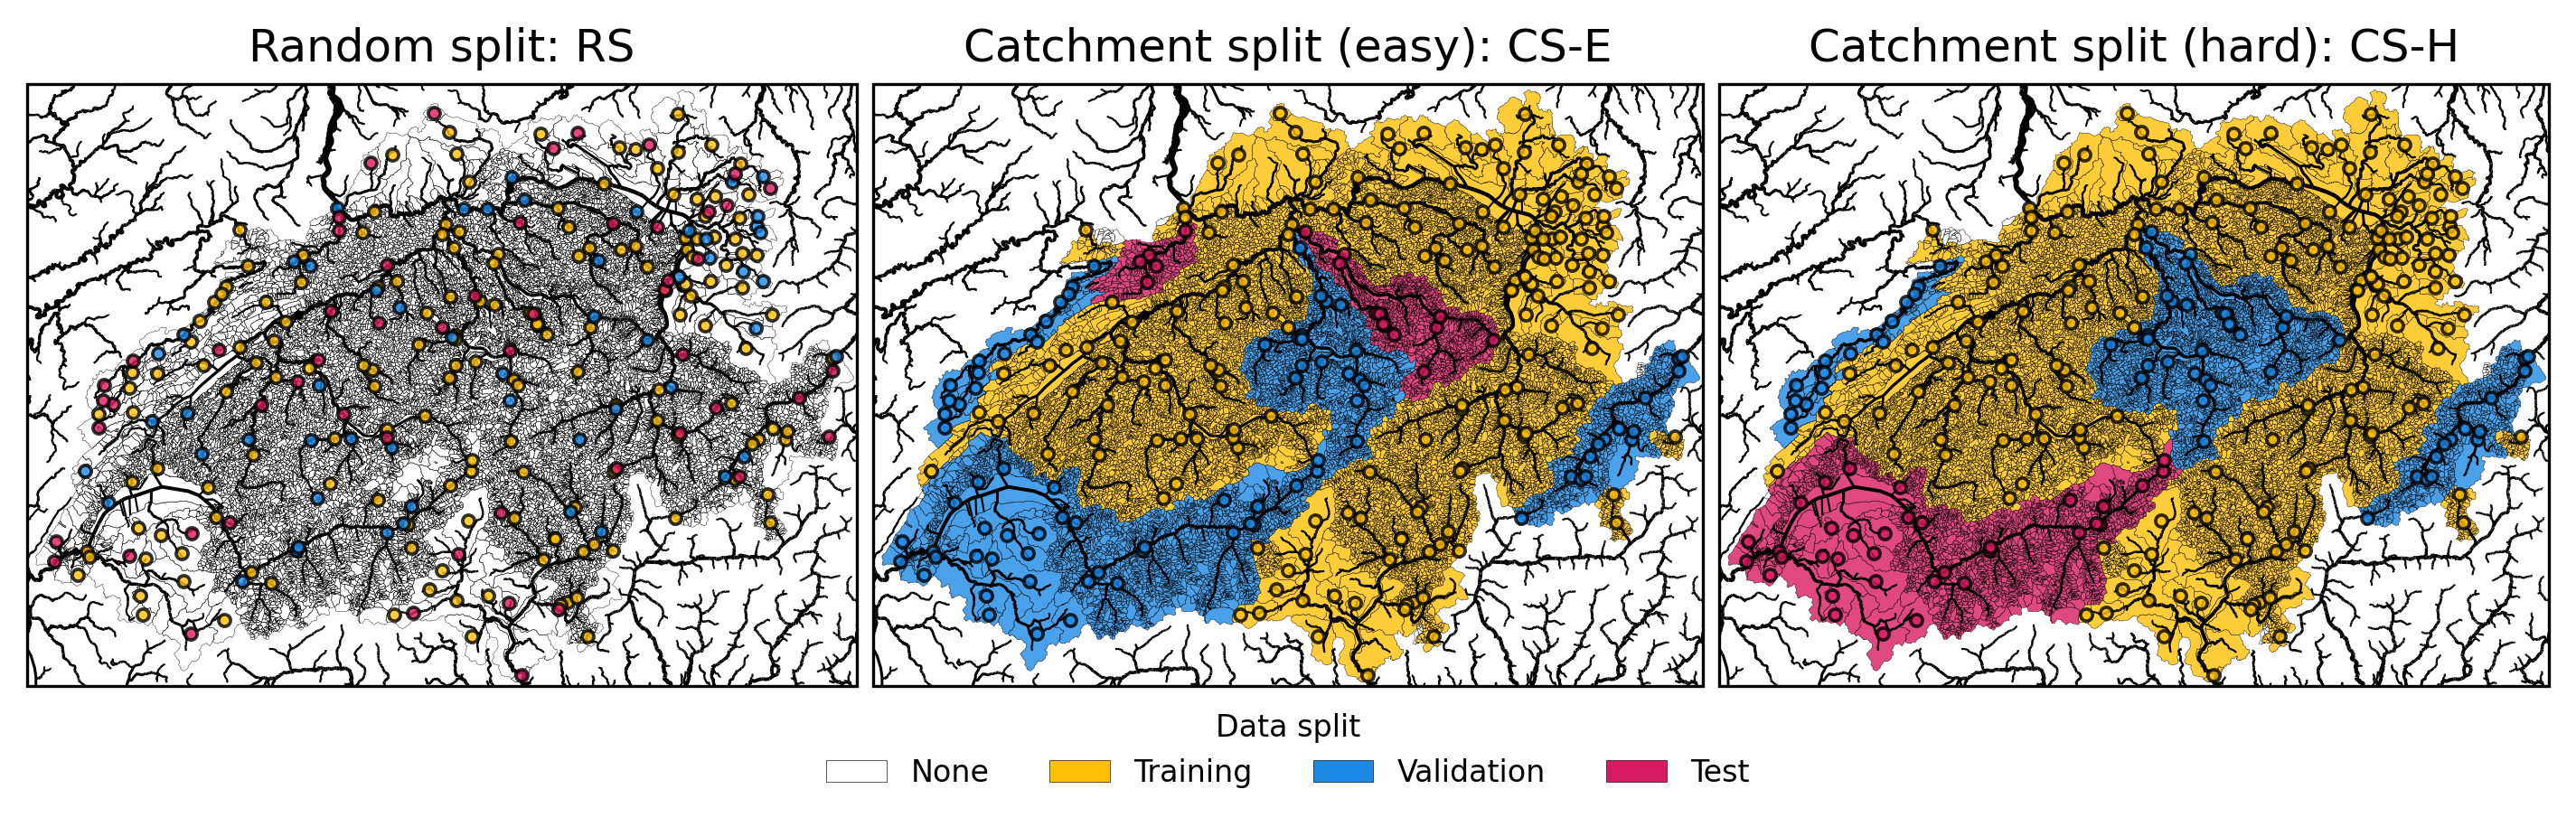 Random split: RS
Catchment split (easy): CS-E
Catchment split (hard): CS-H
Data split
None
Training
Validation
Test